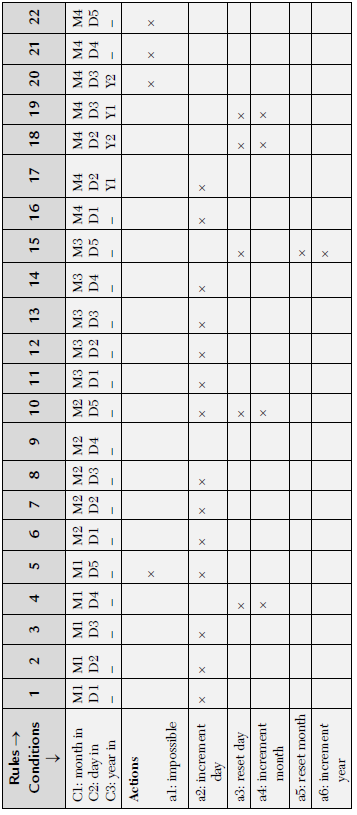 Rules →
Conditions 1 2 3 4 5 6 7 8 9 10 11 12 13 14 15 16 17 18 19 20 21 22
↓
C1: month in M1 M1 M1 M1 M1 M2 M2 M2 M2 M2 M3 M3 M3 M3 M3 M4 M4 M4 M4 M4 M4 M4
C2: day in D1 D2 D3 D4 D5 D1 D2 D3 D4 D5 D1 D2 D3 D4 D5 D1 D2 D2 D3 D3 D4 D5
C3: year in – – – – – – – – – – – – – – – – Y1 Y2 Y1 Y2 – –
Actions
a1: impossible × × × ×
a2: increment × × × × × × × × × × × × × ×
day
a3: reset day × × × × ×
a4: increment × × × ×
month
a5: reset month ×
a6: increment ×
year